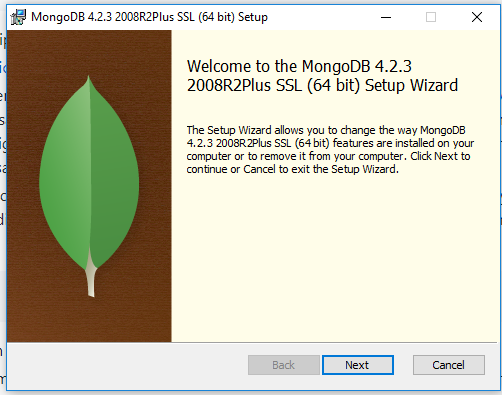 MongoDB 4.2.3 2008R2Plus SSL (64 bit) Setup
Welcome to the MongoDB 4.2.3
2008R2Plus SSL (64 bit) Setup Wizard
The Setup Wizard allows you to change the way MongoDB
4.2.3 2008R2Plus SSL (64 bit) features are installed on your
computer or to remove it from your computer. Click Next to
continue or Cancel to exit the Setup Wizard.
Back Next Cancel